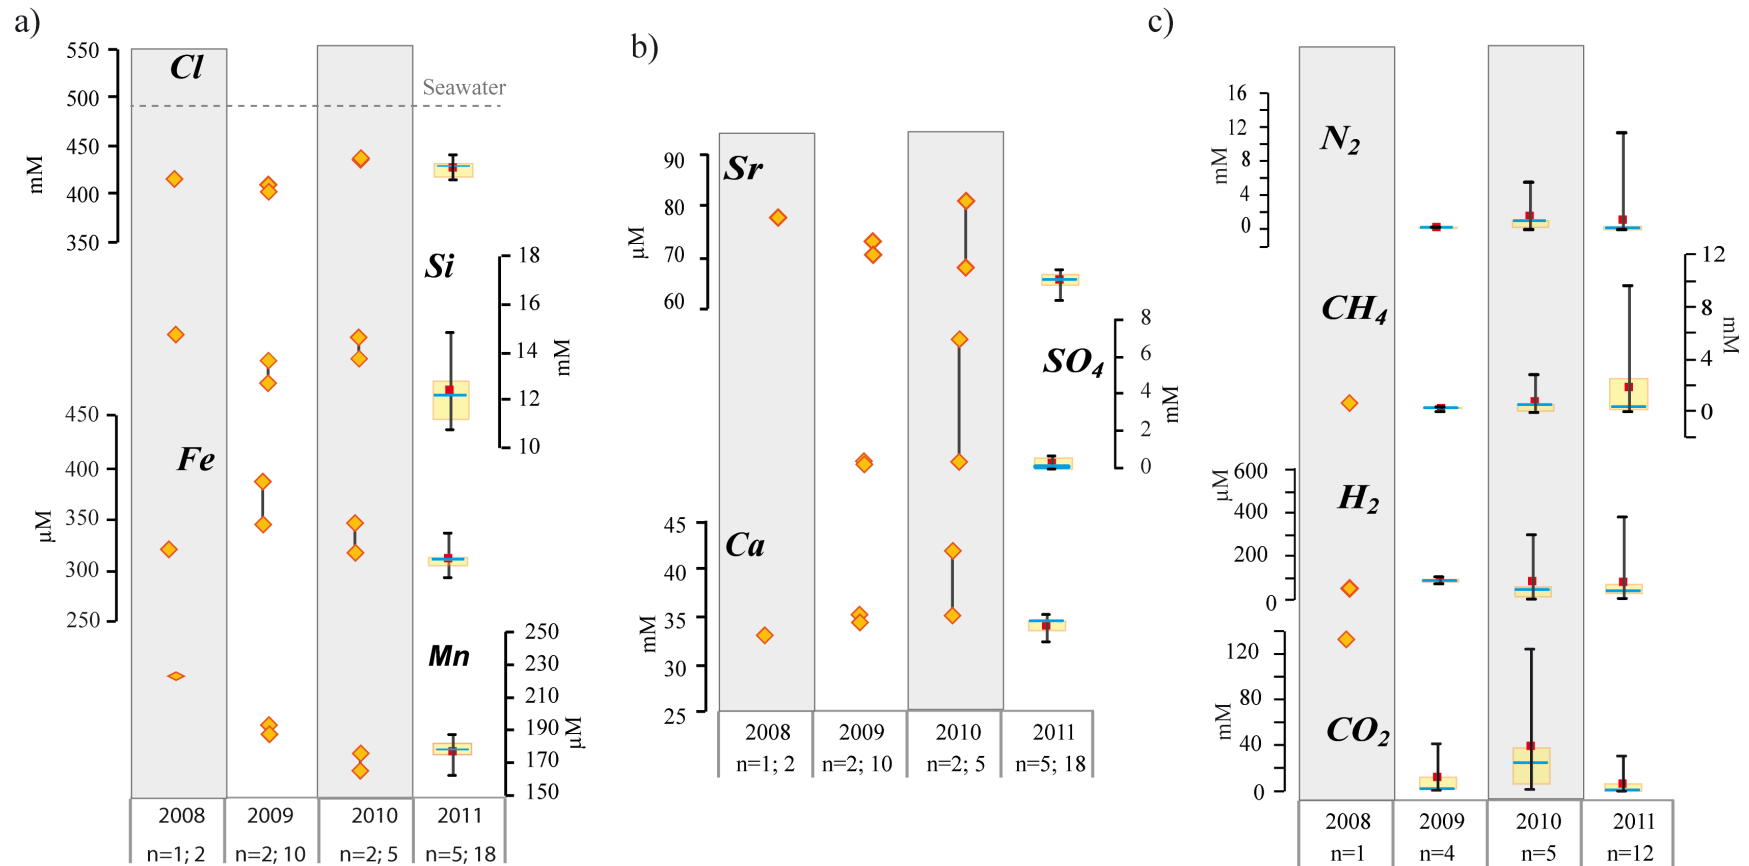 a)
550
500
450
400
350
mM
Cl
Seawater
Si
18
16
14
12
10
mM
450
400
350
300
250
µM
Fe
Mn
250
230
210
190
170
150
µM
2008
2009
2010
2011
n=1; 2
n=2; 10
n=2; 5
n=5; 18
b)
90
80
70
60
µM
Sr
8
6
4
2
0
mM
SO4
45
40
35
30
25
mM
Ca
2008
2009
2010
2011
n=1; 2
n=2; 10
n=2; 5
n=5; 18
c)
16
12
8
4
0
mM
N2
12
8
4
0
mM
CH4
600
400
200
0
µM
H2
120
80
40
0
mM
CO2
2008
2009
2010
2011
n=1
n=4
n=5
n=12